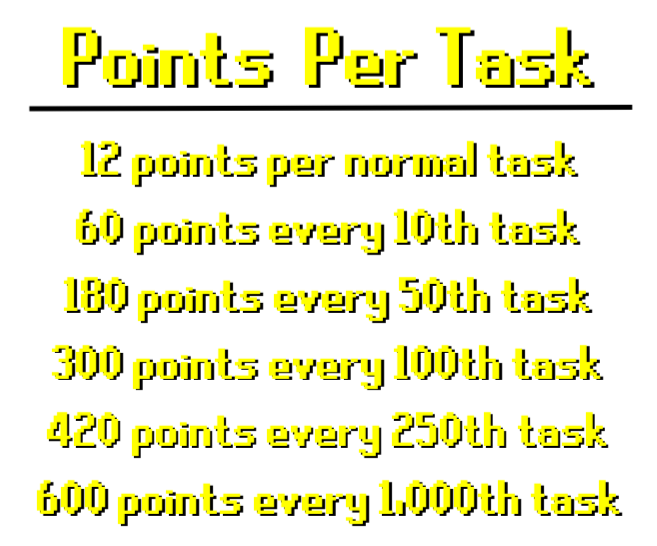 Points Per Task
12 points per normal task
60 points every 10th task
180 points every 50th task
300 points every 100th task
420 points every 250th task
600 points every 1,000th task